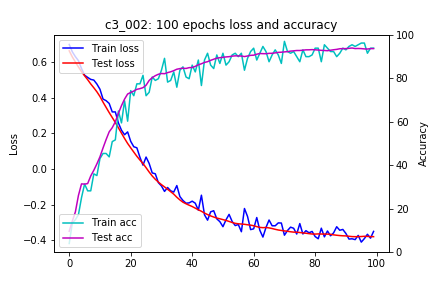 c3_002: 100 epochs loss and accuracy
Train loss
Test loss
Train acc
Test acc
Loss
Accuracy
0.6
0.4
0.2
0.0
−0.2
−0.4
100
80
60
40
20
0
0 20 40 60 80 100